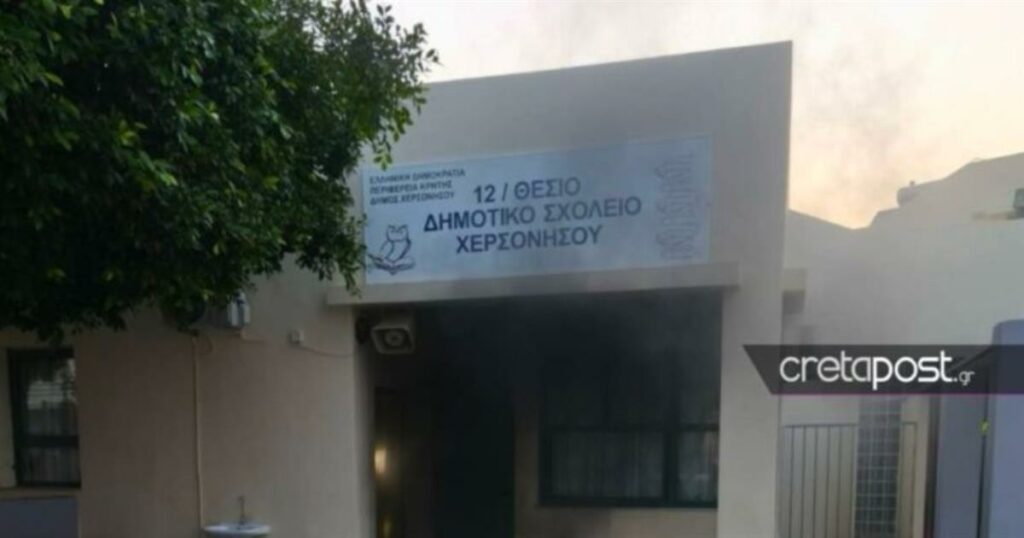 ΕΛΛΗΝΙΚΗ ΔΗΜΟΚΡΑΤΙΑ
ΠΕΡΙΦΕΡΕΙΑ ΚΡΗΤΗΣ
ΔΗΜΟΣ ΧΕΡΣΟΝΗΣΟΥ
12 / ΘΕΣΙΟ
ΔΗΜΟΤΙΚΟ ΣΧΟΛΕΙΟ
ΧΕΡΣΟΝΗΣΟΥ
cretapost.gr